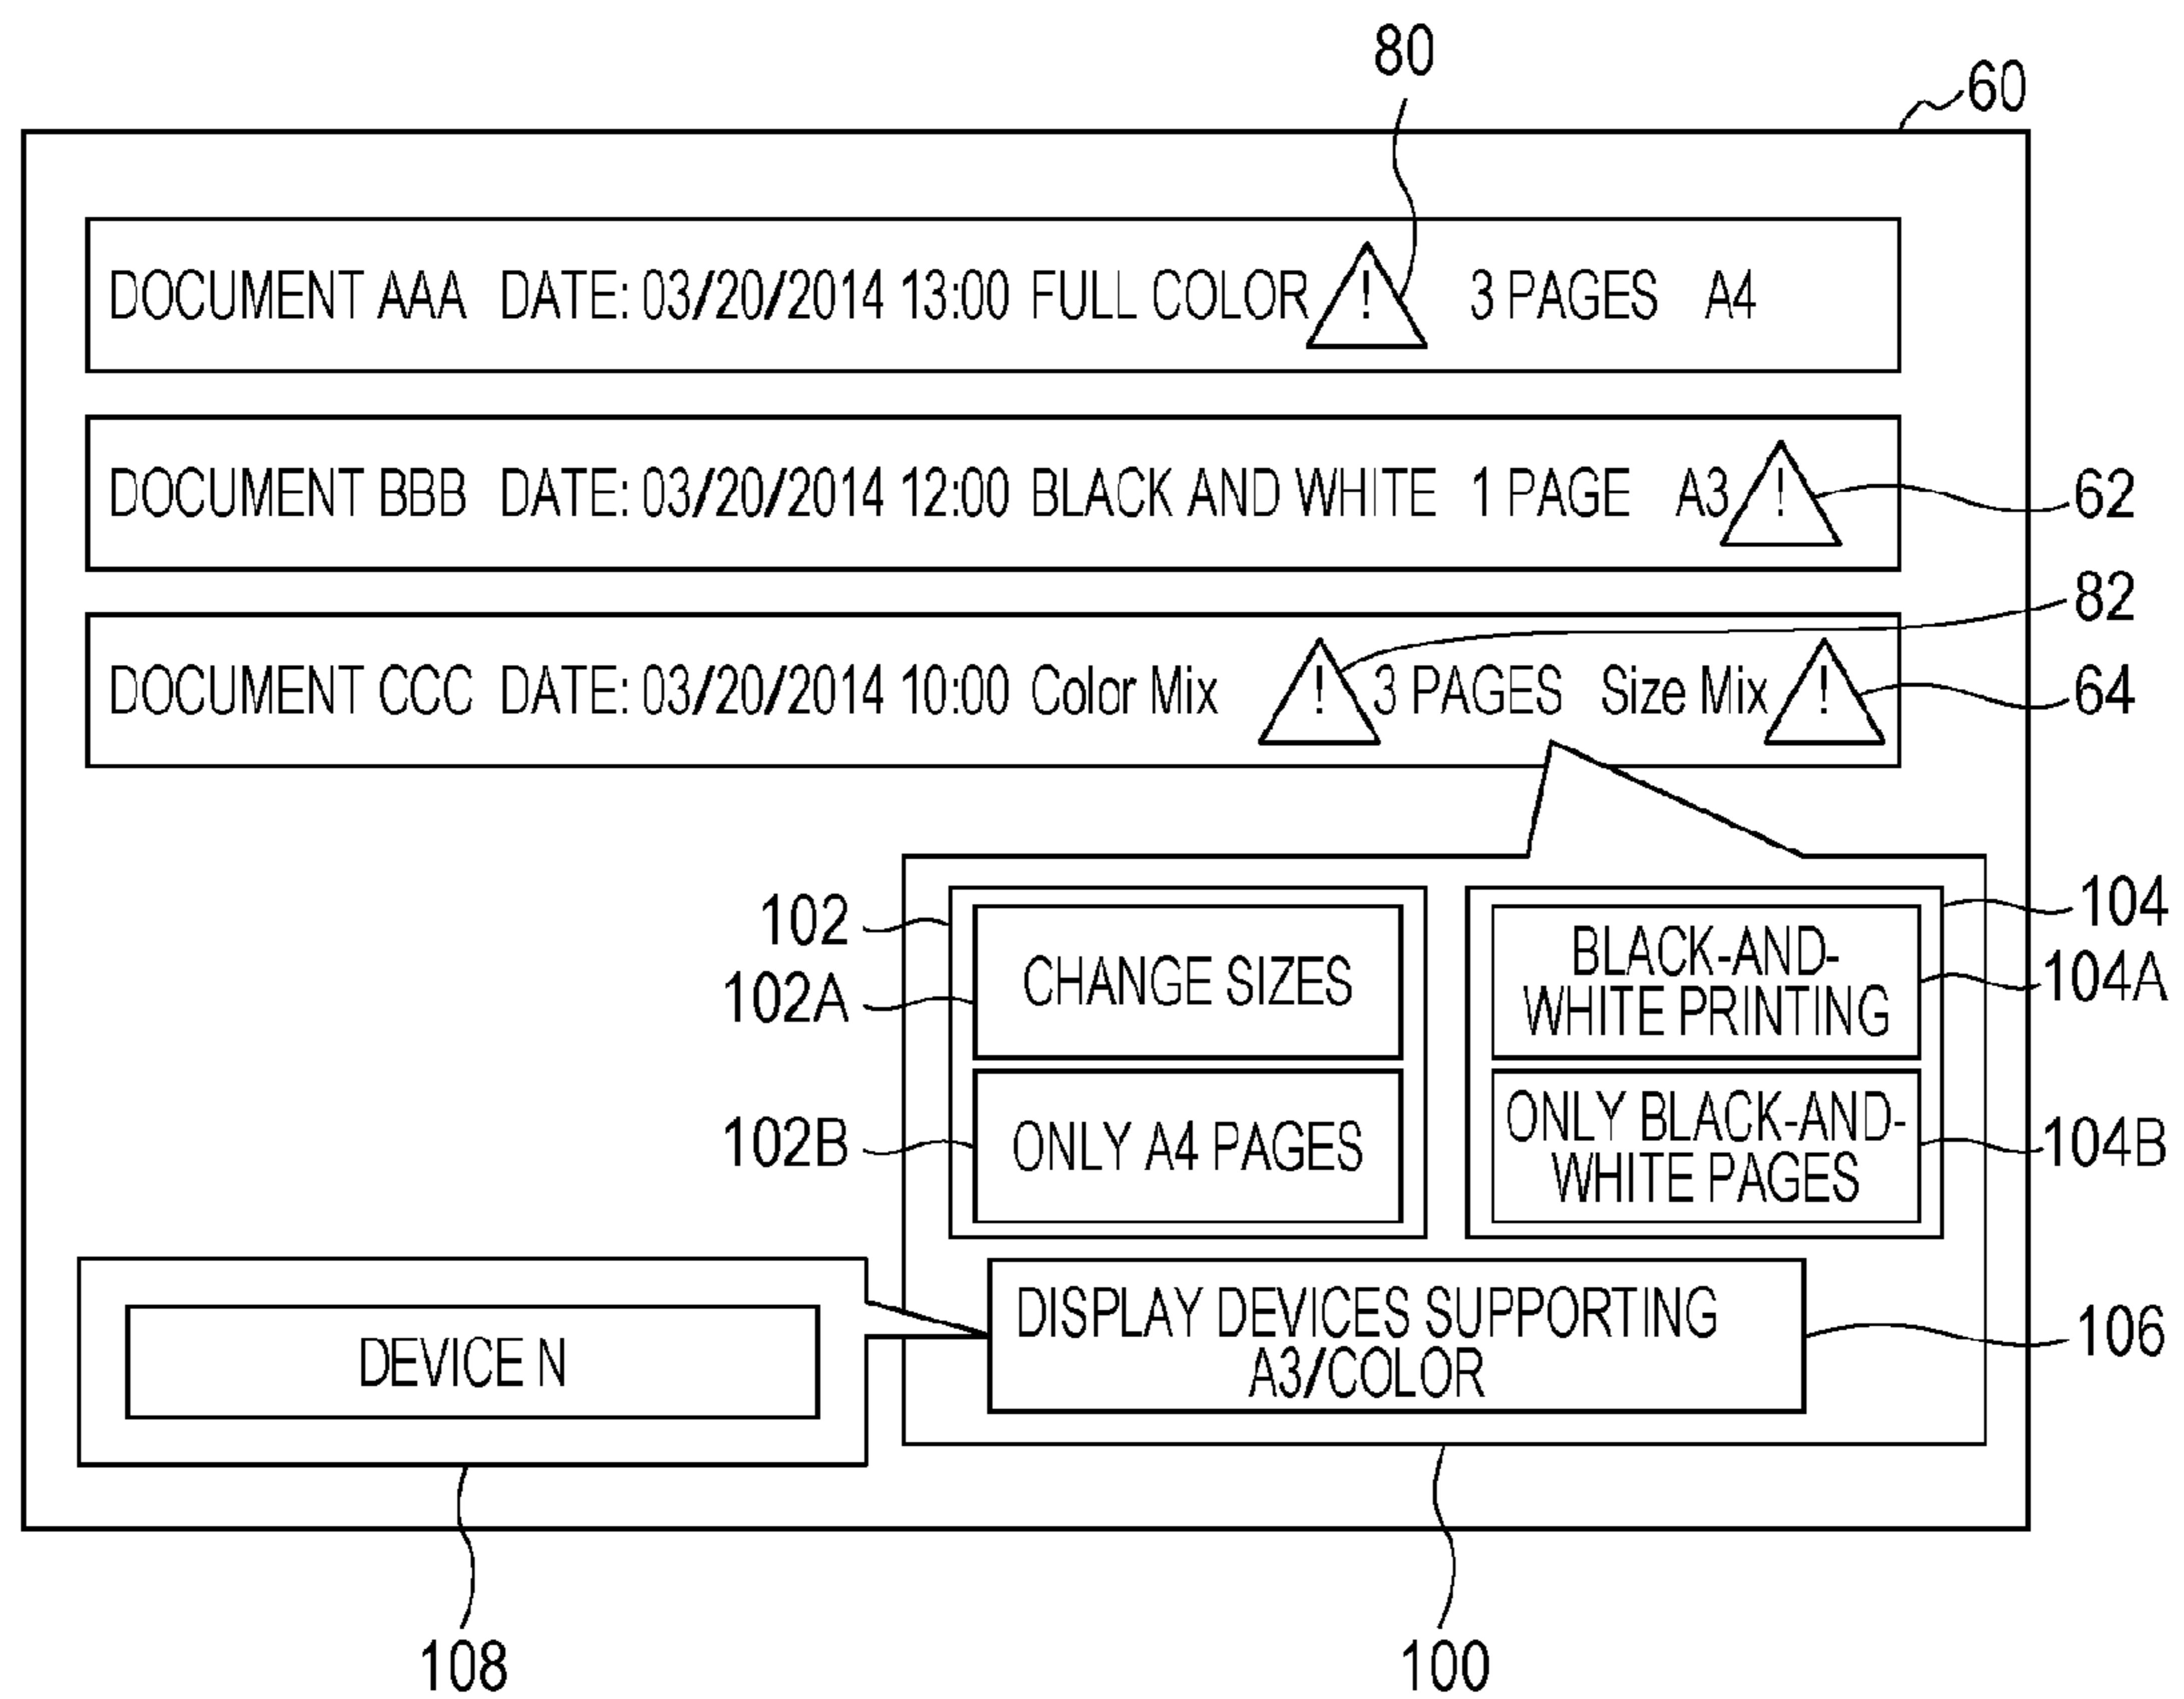 80
60
DOCUMENT AAA DATE: 03/20/2014 13:00 FULL COLOR ! 3 PAGES A4
DOCUMENT BBB DATE: 03/20/2014 12:00 BLACK AND WHITE 1 PAGE A3 !
62
82
DOCUMENT CCC DATE: 03/20/2014 10:00 Color Mix ! 3 PAGES Size Mix !
64
102
102A
CHANGE SIZES
102B
ONLY A4 PAGES
104
BLACK-AND-
WHITE PRINTING
104A
ONLY BLACK-AND-
WHITE PAGES
104B
DISPLAY DEVICES SUPPORTING
A3/COLOR
106
DEVICE N
108
100